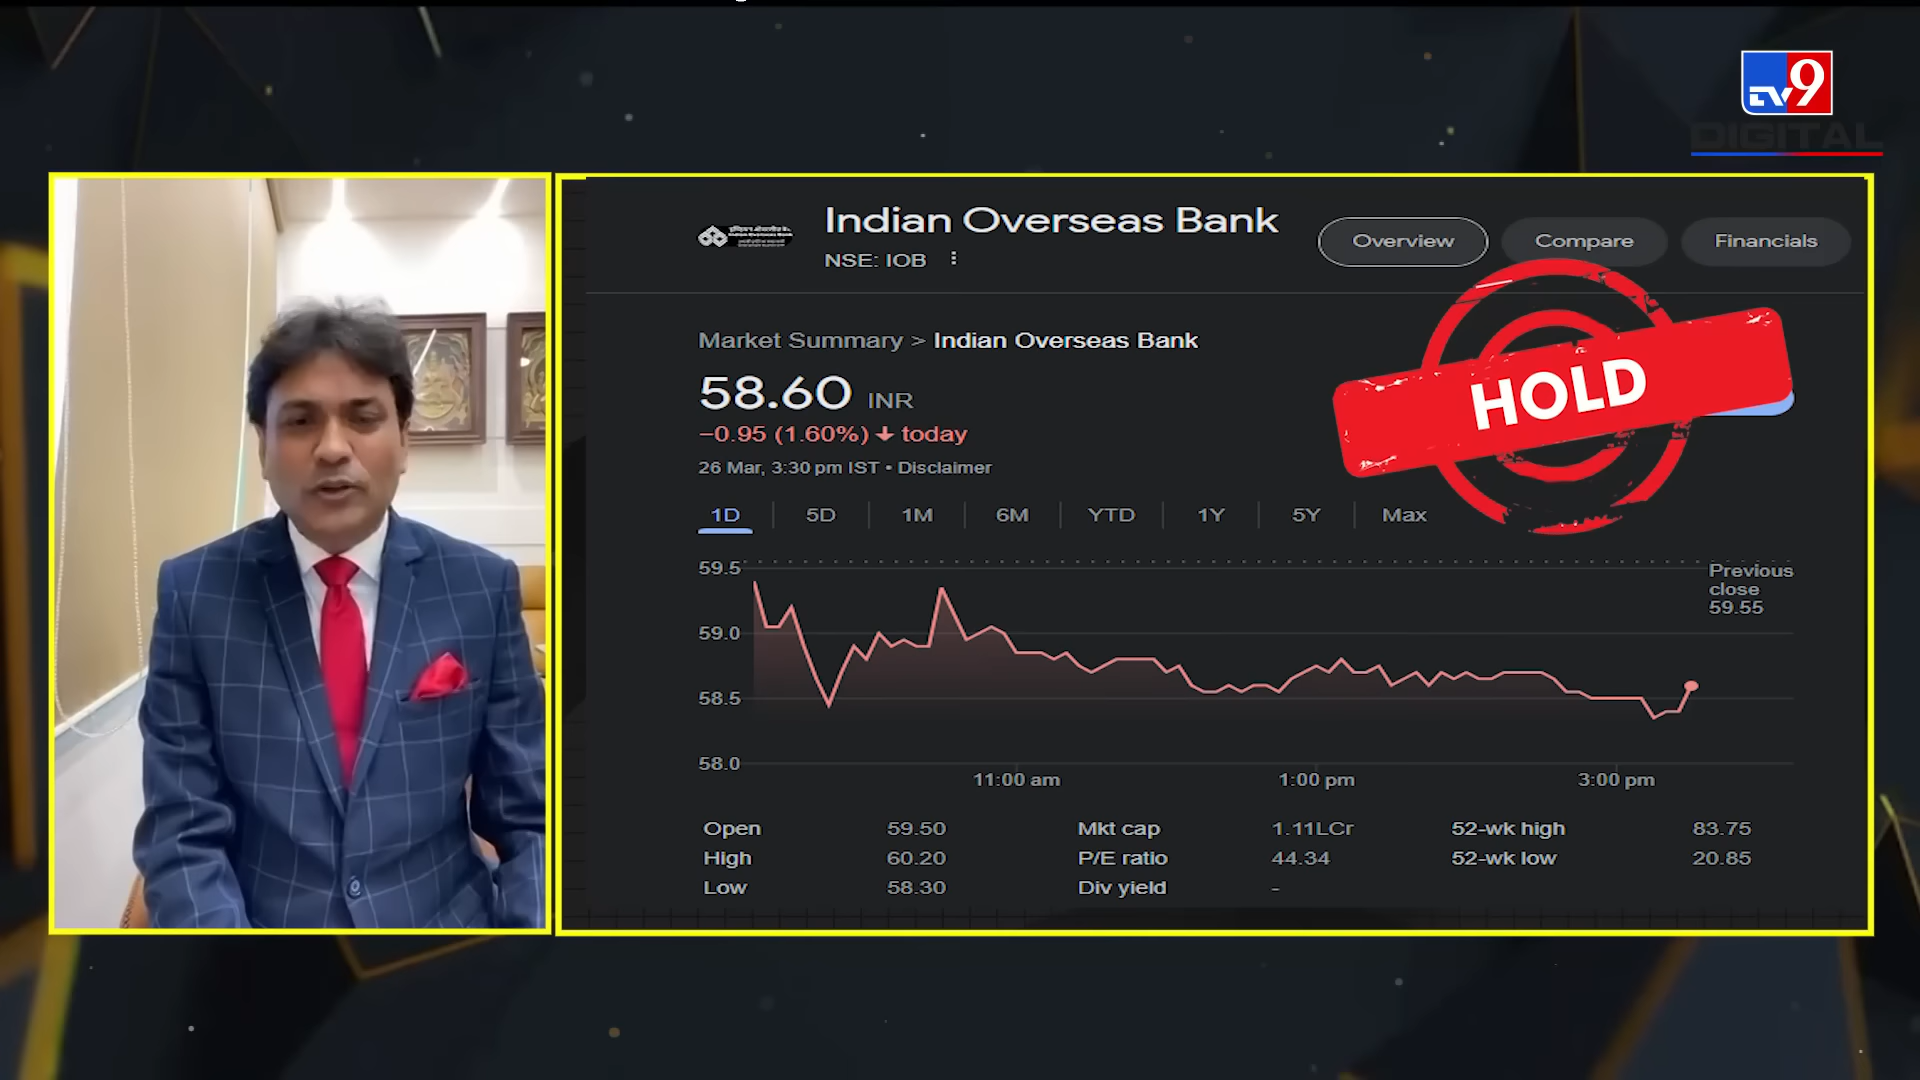 TV9
DIGITAL
Indian Overseas Bank
NSE: IOB
Overview
Compare
Financials
Market Summary > Indian Overseas Bank
58.60 INR
−0.95 (1.60%) ↓ today
26 Mar, 3:30 pm IST • Disclaimer
HOLD
1D 5D 1M 6M YTD 1Y 5Y Max
59.5
59.0
58.5
58.0
Previous
close
59.55
11:00 am 1:00 pm 3:00 pm
Open 59.50 Mkt cap 1.11LCr 52-wk high 83.75
High 60.20 P/E ratio 44.34 52-wk low 20.85
Low 58.30 Div yield -